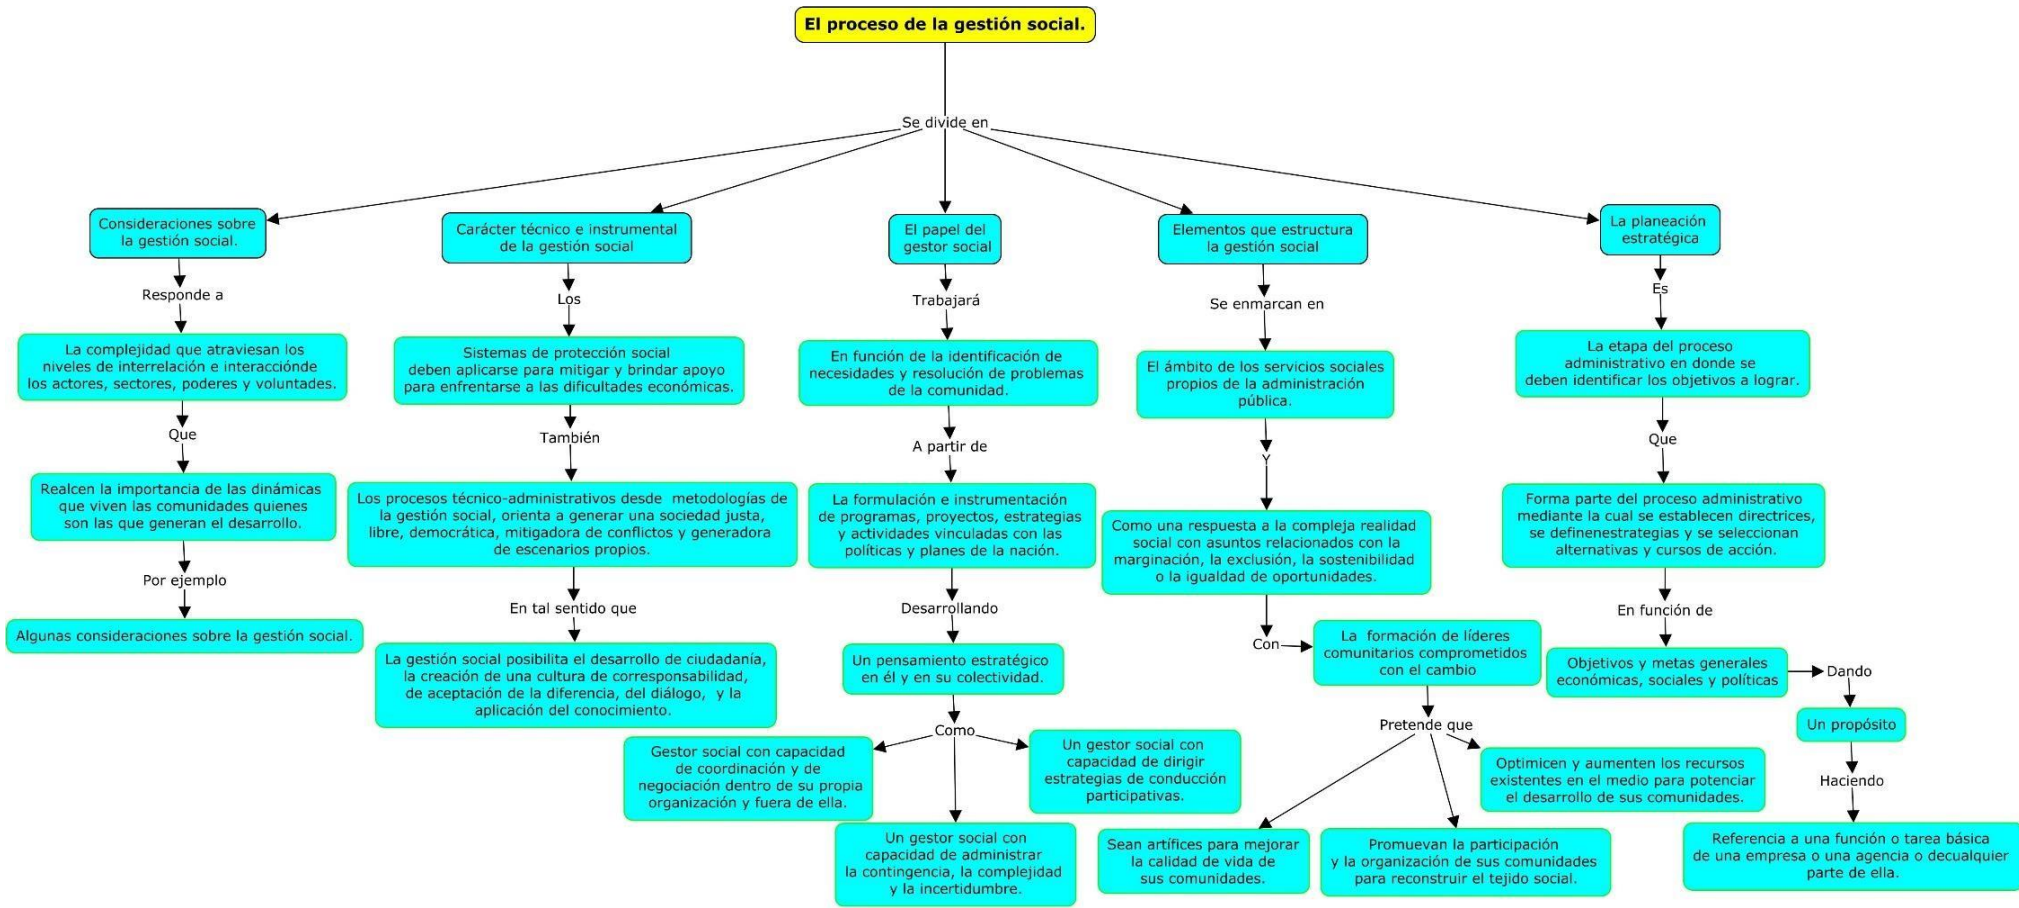 El proceso de la gestión social.
Se divide en
Consideraciones sobre
la gestión social.
Responde a
La complejidad que atraviesan los
niveles de interrelación e interacciónde
los actores, sectores, poderes y voluntades.
Que
Realcen la importancia de las dinámicas
que viven las comunidades quienes
son las que generan el desarrollo.
Por ejemplo
Algunas consideraciones sobre la gestión social.
Carácter técnico e instrumental
de la gestión social
Los
Sistemas de protección social
deben aplicarse para mitigar y brindar apoyo
para enfrentarse a las dificultades económicas.
También
Los procesos técnico-administrativos desde metodologías de
la gestión social, orienta a generar una sociedad justa,
libre, democrática, mitigadora de conflictos y generadora
de escenarios propios.
En tal sentido que
La gestión social posibilita el desarrollo de ciudadanía,
la creación de una cultura de corresponsabilidad,
de aceptación de la diferencia, del diálogo, y la
aplicación del conocimiento.
El papel del
gestor social
Trabajará
En función de la identificación de
necesidades y resolución de problemas
de la comunidad.
A partir de
La formulación e instrumentación
de programas, proyectos, estrategias
y actividades vinculadas con las
políticas y planes de la nación.
Desarrollando
Un pensamiento estratégico
en él y en su colectividad.
Como
Gestor social con capacidad
de coordinación y de
negociación dentro de su propia
organización y fuera de ella.
Un gestor social con
capacidad de administrar
la contingencia, la complejidad
y la incertidumbre.
Un gestor social con
capacidad de dirigir
estrategias de conducción
participativas.
Elementos que estructura
la gestión social
Se enmarcan en
El ámbito de los servicios sociales
propios de la administración
pública.
Y
Como una respuesta a la compleja realidad
social con asuntos relacionados con la
marginación, la exclusión, la sostenibilidad
o la igualdad de oportunidades.
Con
La formación de líderes
comunitarios comprometidos
con el cambio
Pretende que
Sean artífices para mejorar
la calidad de vida de
sus comunidades.
Promuevan la participación
y la organización de sus comunidades
para reconstruir el tejido social.
Optimicen y aumenten los recursos
existentes en el medio para potenciar
el desarrollo de sus comunidades.
La planeación
estratégica
Es
La etapa del proceso
administrativo en donde se
deben identificar los objetivos a lograr.
Que
Forma parte del proceso administrativo
mediante la cual se establecen directrices,
se definenestrategias y se seleccionan
alternativas y cursos de acción.
En función de
Objetivos y metas generales
económicas, sociales y políticas
Dando
Un propósito
Haciendo
Referencia a una función o tarea básica
de una empresa o una agencia o decualquier
parte de ella.